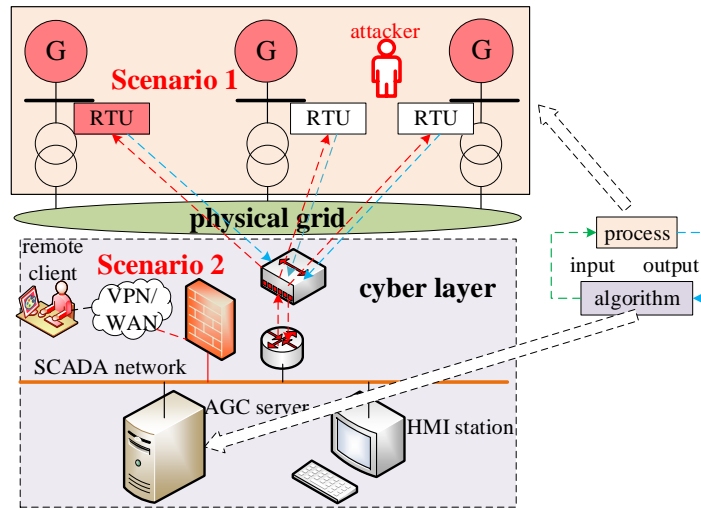 G
G
G
attacker
Scenario 1
RTU
RTU
RTU
physical grid
remote
client
Scenario 2
VPN/
WAN
cyber layer
process
input
output
algorithm
SCADA network
AGC server
HMI station